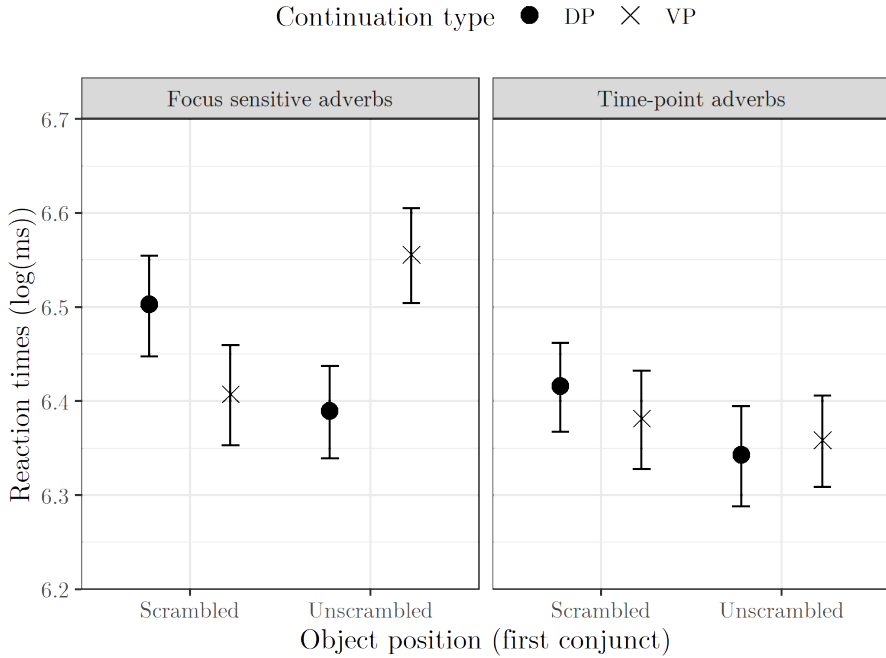 Continuation type DP VP
Focus sensitive adverbs Time-point adverbs
Reaction times (log(ms))
6.7
6.6
6.5
6.4
6.3
6.2
Scrambled Unscrambled Scrambled Unscrambled
Object position (first conjunct)